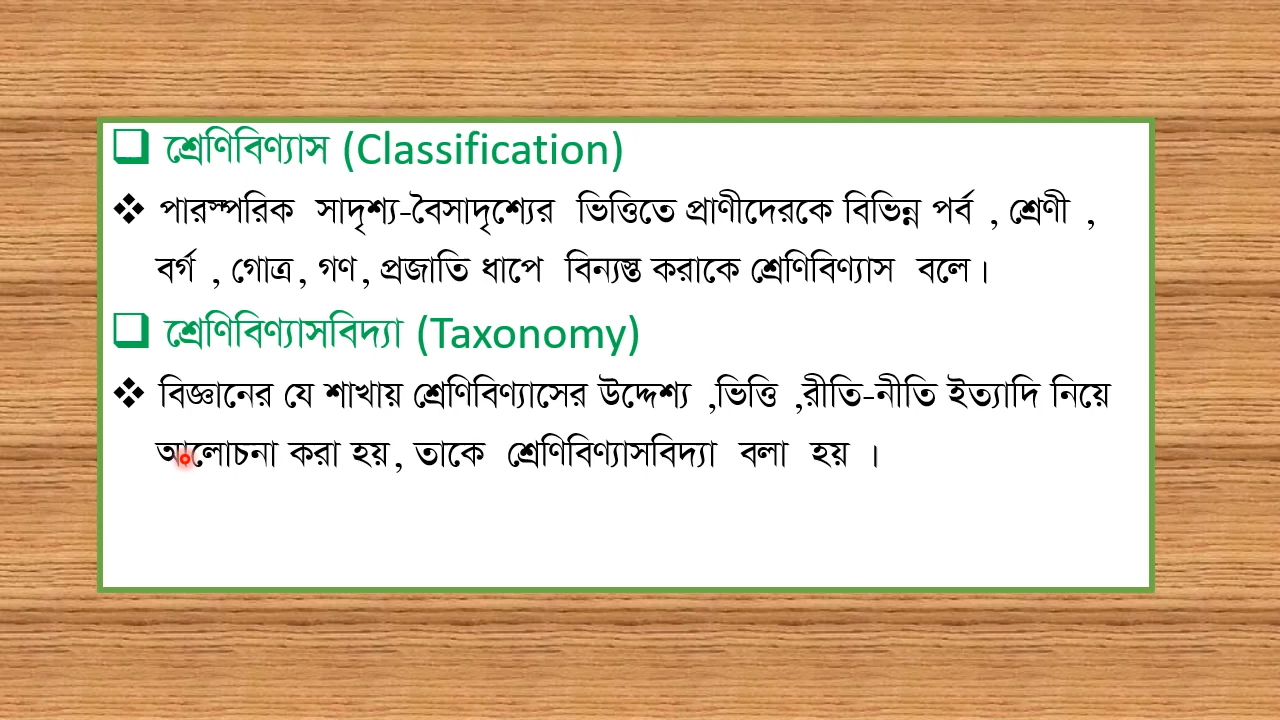 ❑ শ্রেণিবিণ্যাস (Classification)
❖ পারস্পরিক সাদৃশ্য-বৈসাদৃশ্যের ভিত্তিতে প্রাণীদেরকে বিভিন্ন পর্ব , শ্রেণী ,
বর্গ , গোত্র , গণ , প্রজাতি ধাপে বিন্যস্ত করাকে শ্রেণিবিণ্যাস বলে।
❑ শ্রেণিবিণ্যাসবিদ্যা (Taxonomy)
❖ বিজ্ঞানের যে শাখায় শ্রেণিবিণ্যাসের উদ্দেশ্য ,ভিত্তি ,রীতি-নীতি ইত্যাদি নিয়ে
আলোচনা করা হয়, তাকে শ্রেণিবিণ্যাসবিদ্যা বলা হয় ।